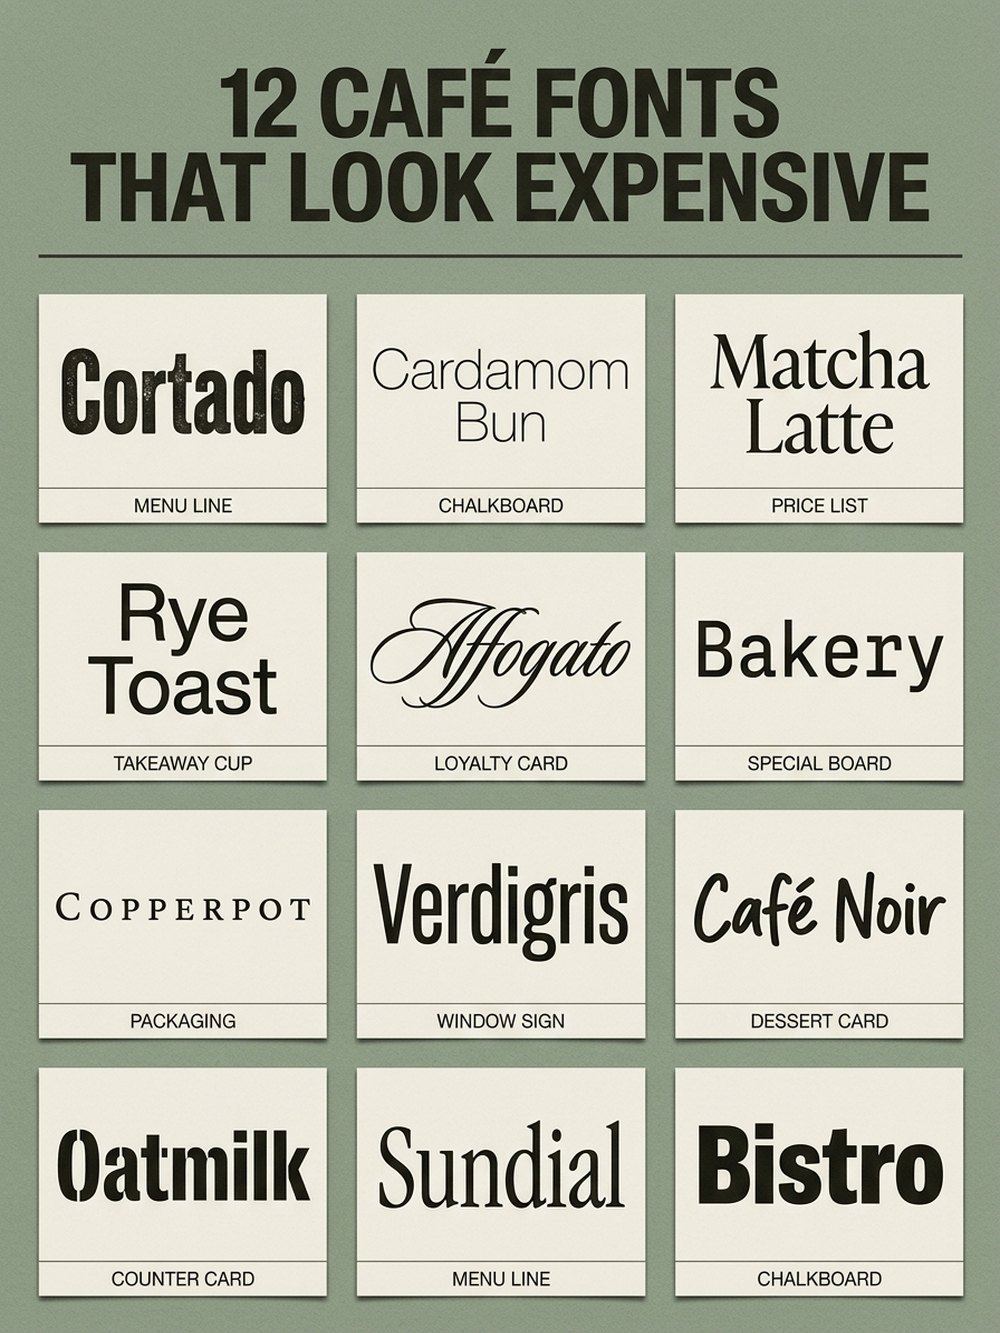 12 CAFÉ FONTS
THAT LOOK EXPENSIVE
Cortado
MENU LINE
Cardamom
Bun
CHALKBOARD
Matcha
Latte
PRICE LIST
Rye
Toast
TAKEAWAY CUP
Affogato
LOYALTY CARD
Bakery
SPECIAL BOARD
COPPERPOT
PACKAGING
Verdigris
WINDOW SIGN
Café Noir
DESSERT CARD
Oatmilk
COUNTER CARD
Sundial
MENU LINE
Bistro
CHALKBOARD